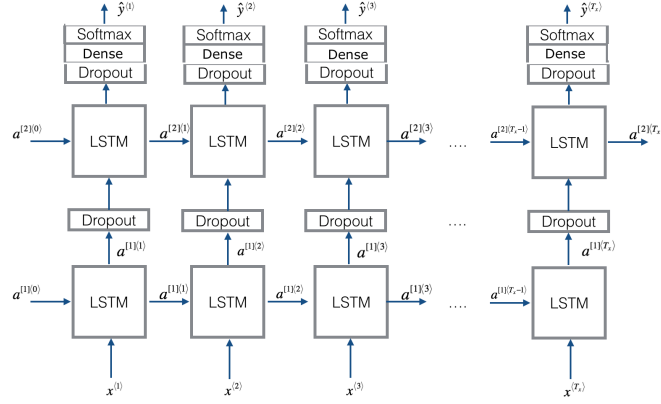 ŷ⟨1⟩ ŷ⟨2⟩ ŷ⟨3⟩ ŷ⟨Tₓ⟩
Softmax Softmax Softmax Softmax
Dense Dense Dense Dense
Dropout Dropout Dropout Dropout
a[2]⟨0⟩ LSTM a[2]⟨1⟩ LSTM a[2]⟨2⟩ LSTM a[2]⟨3⟩ .... a[2]⟨Tₓ−1⟩ LSTM a[2]⟨Tₓ
Dropout Dropout Dropout .... Dropout
a[1]⟨1⟩ a[1]⟨2⟩ a[1]⟨3⟩ a[1]⟨Tₓ⟩
a[1]⟨0⟩ LSTM a[1]⟨1⟩ LSTM a[1]⟨2⟩ LSTM a[1]⟨3⟩ .... a[1]⟨Tₓ−1⟩ LSTM
x⟨1⟩ x⟨2⟩ x⟨3⟩ x⟨Tₓ⟩